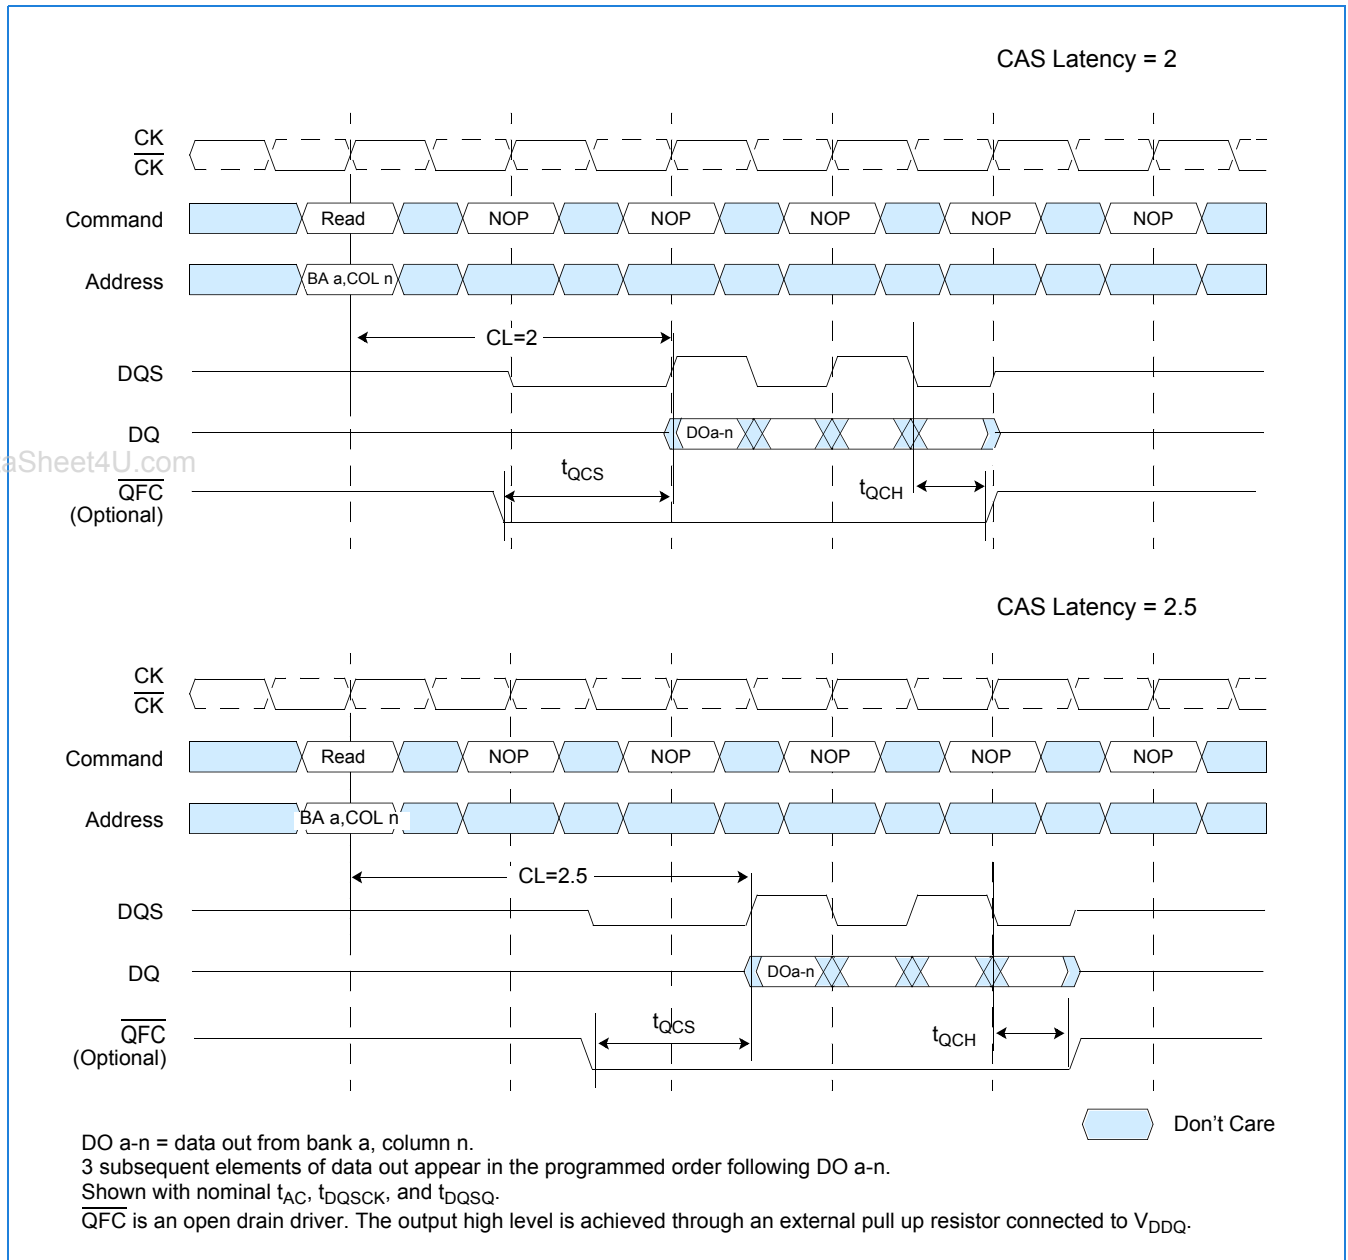 CAS Latency = 2
CK
CK
Command Read NOP NOP NOP NOP NOP
Address BA a,COL n
CL=2
DQS
DQ DOa-n
aSheet4U.com
tQCS
tQCH
QFC
(Optional)
CAS Latency = 2.5
CK
CK
Command Read NOP NOP NOP NOP NOP
Address BA a,COL n
CL=2.5
DQS
DQ DOa-n
tQCS
tQCH
QFC
(Optional)
Don't Care
DO a-n = data out from bank a, column n.
3 subsequent elements of data out appear in the programmed order following DO a-n.
Shown with nominal tAC, tDQSCK, and tDQSQ.
QFC is an open drain driver. The output high level is achieved through an external pull up resistor connected to VDDQ.